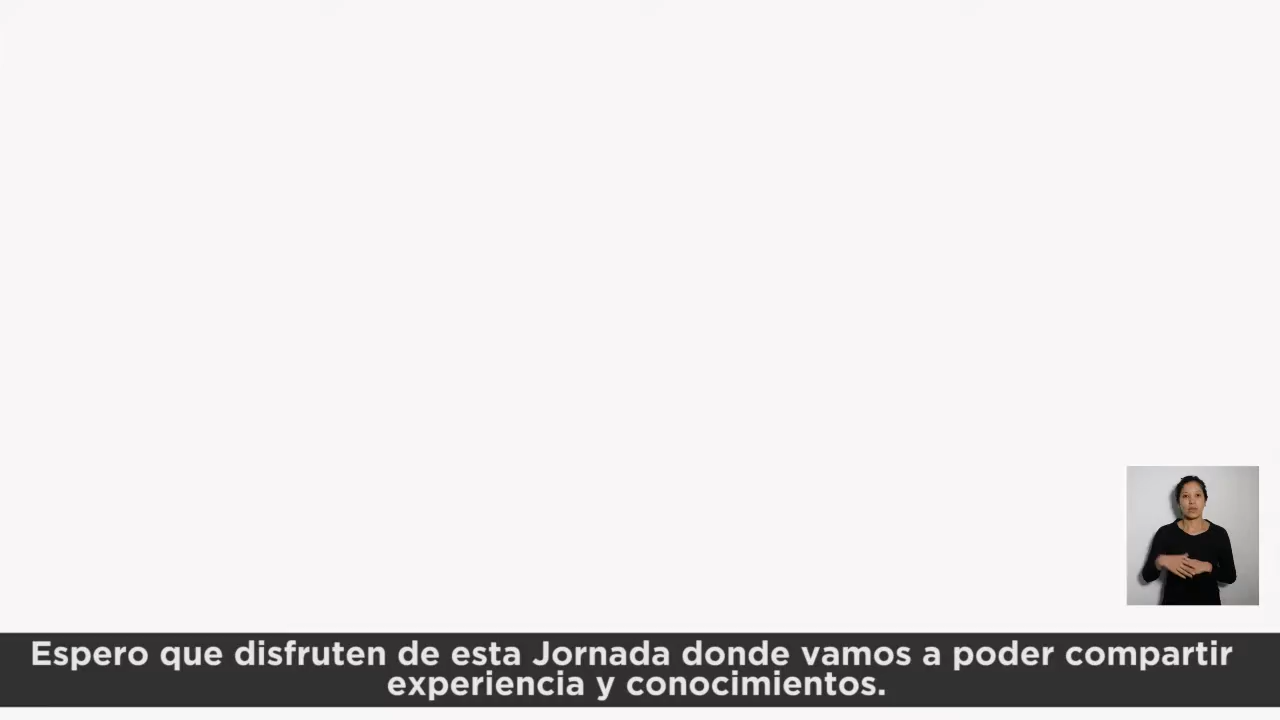 Espero que disfruten de esta Jornada donde vamos a poder compartir
experiencia y conocimientos.